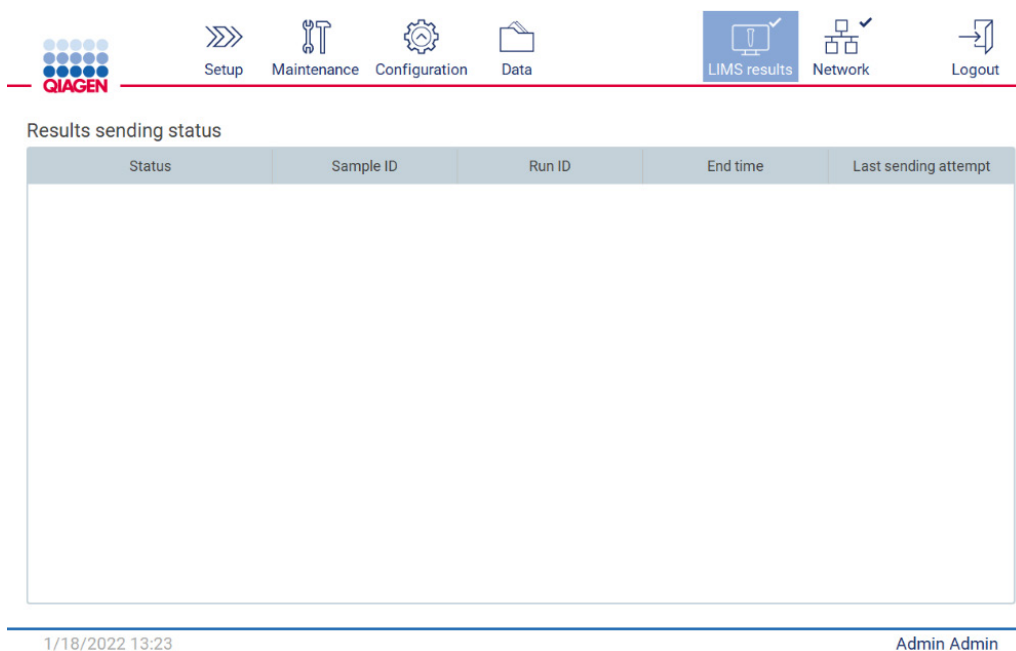 QIAGEN
Setup
Maintenance
Configuration
Data
LIMS results
Network
Logout
Results sending status
Status Sample ID Run ID End time Last sending attempt
1/18/2022 13:23
Admin Admin